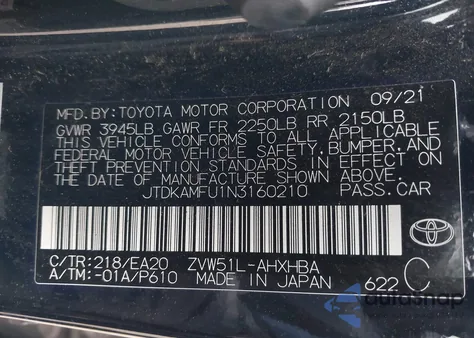 MFD.BY:TOYOTA MOTOR CORPORATION 09/21
GVWR 3945LB GAWR FR 2250LB RR 2150LB
THIS VEHICLE CONFORMS TO ALL APPLICABLE
FEDERAL MOTOR VEHICLE SAFETY, BUMPER, AND
THEFT PREVENTION STANDARDS IN EFFECT ON
THE DATE OF MANUFACTURE SHOWN ABOVE.
JTDKAMFU1N3160210 PASS.CAR
C/TR:218/EA20 ZVW51L-AHXHBA
A/TM:-01A/P610 MADE IN JAPAN 622 C
autosnap